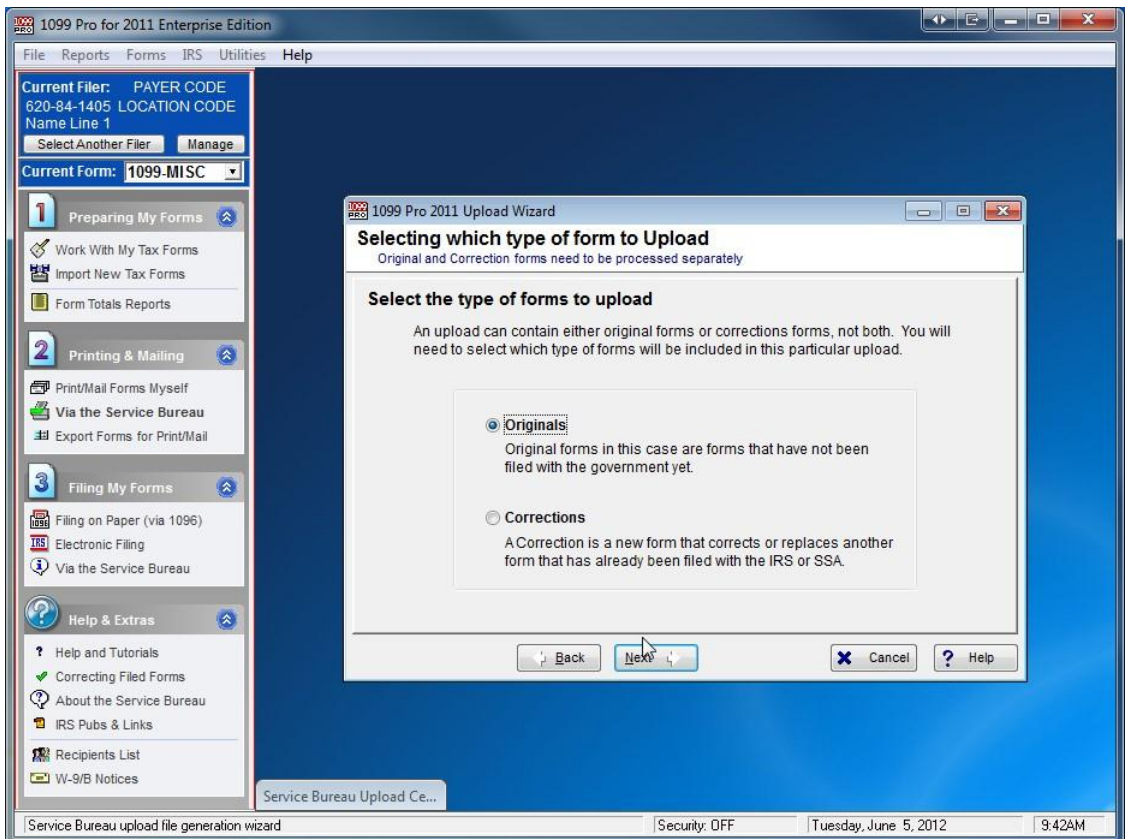 1099 PRO 1099 Pro for 2011 Enterprise Edition
File Reports Forms IRS Utilities Help
Current Filer: PAYER CODE
620-84-1405 LOCATION CODE
Name Line 1
Select Another Filer Manage
Current Form: 1099-MISC
1 Preparing My Forms
Work With My Tax Forms
Import New Tax Forms
Form Totals Reports
2 Printing & Mailing
Print/Mail Forms Myself
Via the Service Bureau
Export Forms for Print/Mail
3 Filing My Forms
1096 Filing on Paper (via 1096)
IRS Electronic Filing
Via the Service Bureau
? Help & Extras
? Help and Tutorials
Correcting Filed Forms
? About the Service Bureau
IRS Pubs & Links
Recipients List
W-9/B Notices
1099 PRO 1099 Pro 2011 Upload Wizard
Selecting which type of form to Upload
Original and Correction forms need to be processed separately
Select the type of forms to upload
An upload can contain either original forms or corrections forms, not both. You will
need to select which type of forms will be included in this particular upload.
Originals
Original forms in this case are forms that have not been
filed with the government yet.
Corrections
A Correction is a new form that corrects or replaces another
form that has already been filed with the IRS or SSA.
Back Next X Cancel ? Help
Service Bureau Upload Ce...
Service Bureau upload file generation wizard Security: OFF Tuesday, June 5, 2012 9:42AM